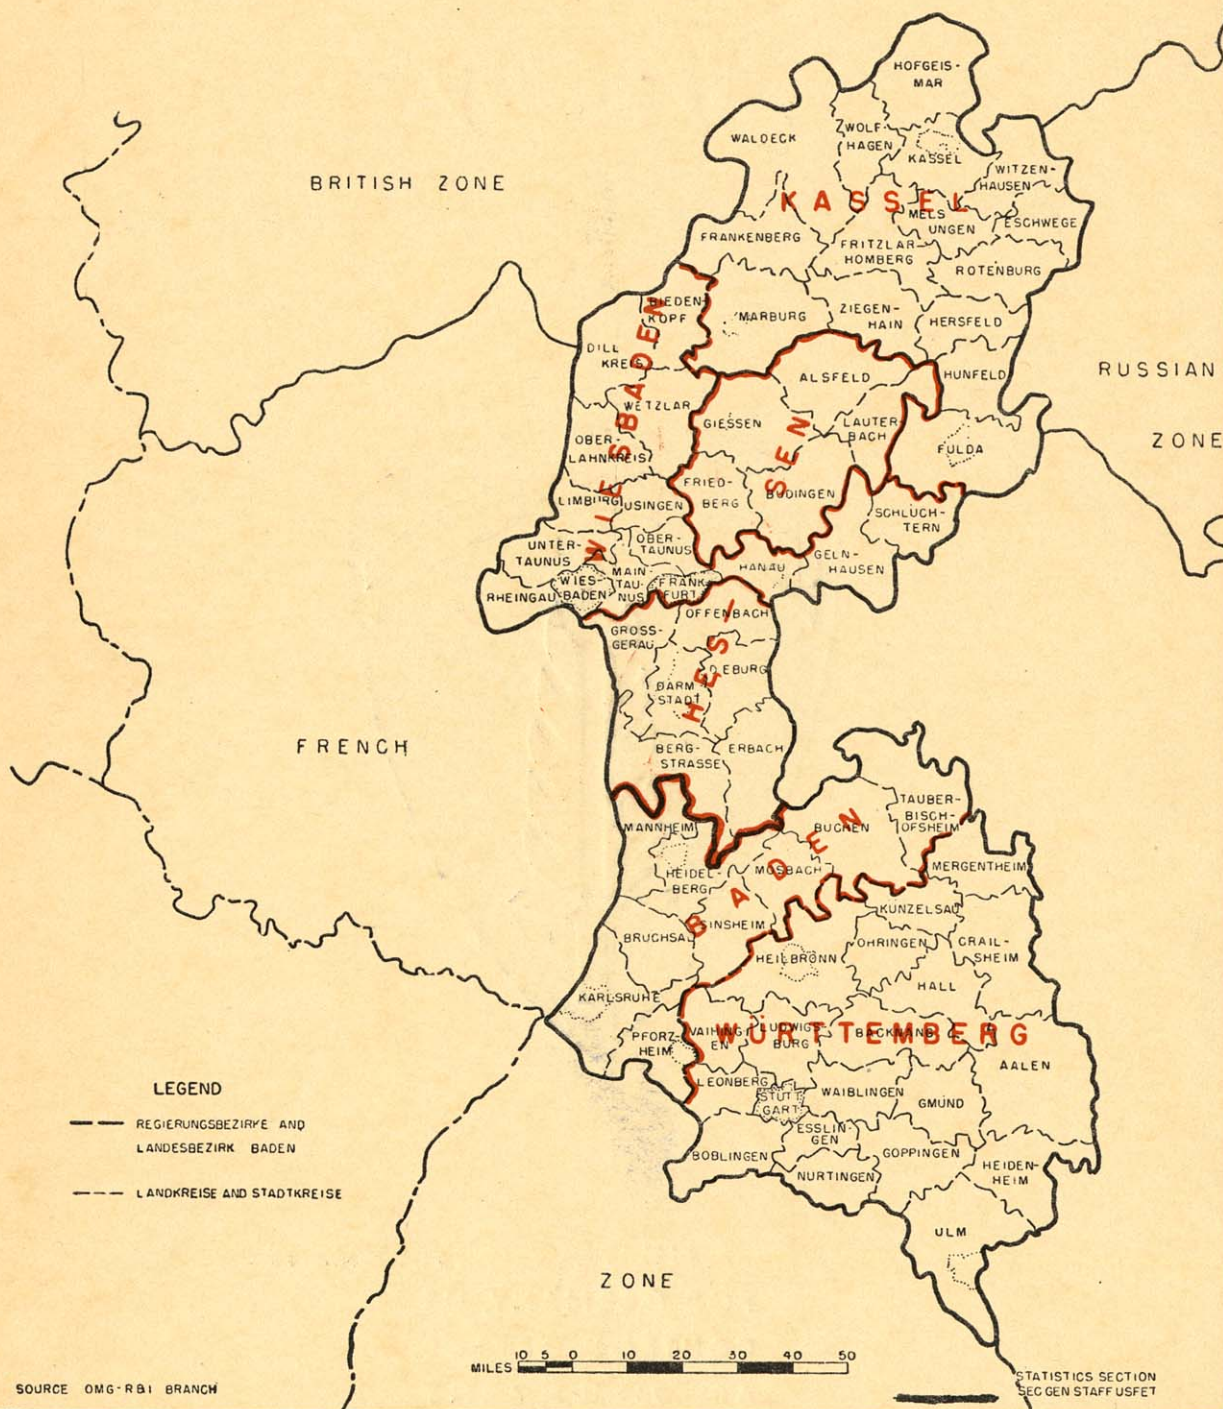 HOFGEIS-
MAR
WALDECK
ZWOLF-
HAGEN
KASSEL
WITZEN-
HAUSEN
BRITISH ZONE
KASSEL
MELS
UNGEN
ESCHWEGE
FRANKENBERG
FRITZLAR-
HOMBERG
ROTENBURG
BIEDEN-
KOPF
MARBURG
ZIEGEN-
HAIN
HERSFELD
DILL
KREIS
WIESBADEN
ALSFELD
HUNFELD
RUSSIAN
ZONE
WETZLAR
GIESSEN
LAUTER-
BACH
FULDA
OBER-
LAHNKREIS
HESSEN
LIMBURG
USINGEN
FRIED-
BERG
BUDINGEN
SCHLUCH-
TERN
UNTER-
TAUNUS
OBER-
TAUNUS
HANAU
GELN-
HAUSEN
RHEINGAU
WIES-
BADEN
MAIN
TAU-
NUS
FRANK
FURT
OFFENBACH
GROSS-
GERAU
DIEBURG
DARM
STADT
FRENCH
BERG-
STRASSE
ERBACH
MANNHEIM
BUCHEN
TAUBER-
BISCH-
OFSHEIM
BADEN
HEIDEL-
BERG
MOSBACH
MERGENTHEIM
SINSHEIM
KUNZELSAU
BRUCHSAL
HEILBRONN
OHRINGEN
CRAIL-
SHEIM
HALL
KARLSRUHE
PFORZ-
HEIM
WÜRTTEMBERG
VAIHING
EN
LUDWIGS-
BURG
BACKNANG
AALEN
LEONBERG
STUTT
GART
WAIBLINGEN
GMUND
ESSLIN-
GEN
BOBLINGEN
GOPPINGEN
NURTINGEN
HEIDEN-
HEIM
ULM
LEGEND
REGIERUNGSBEZIRKE AND
LANDESBEZIRK BADEN
LANDKREISE AND STADTKREISE
ZONE
MILES 10 5 0 10 20 30 40 50
SOURCE OMG-RBI BRANCH
STATISTICS SECTION
SEC GEN STAFF USFET